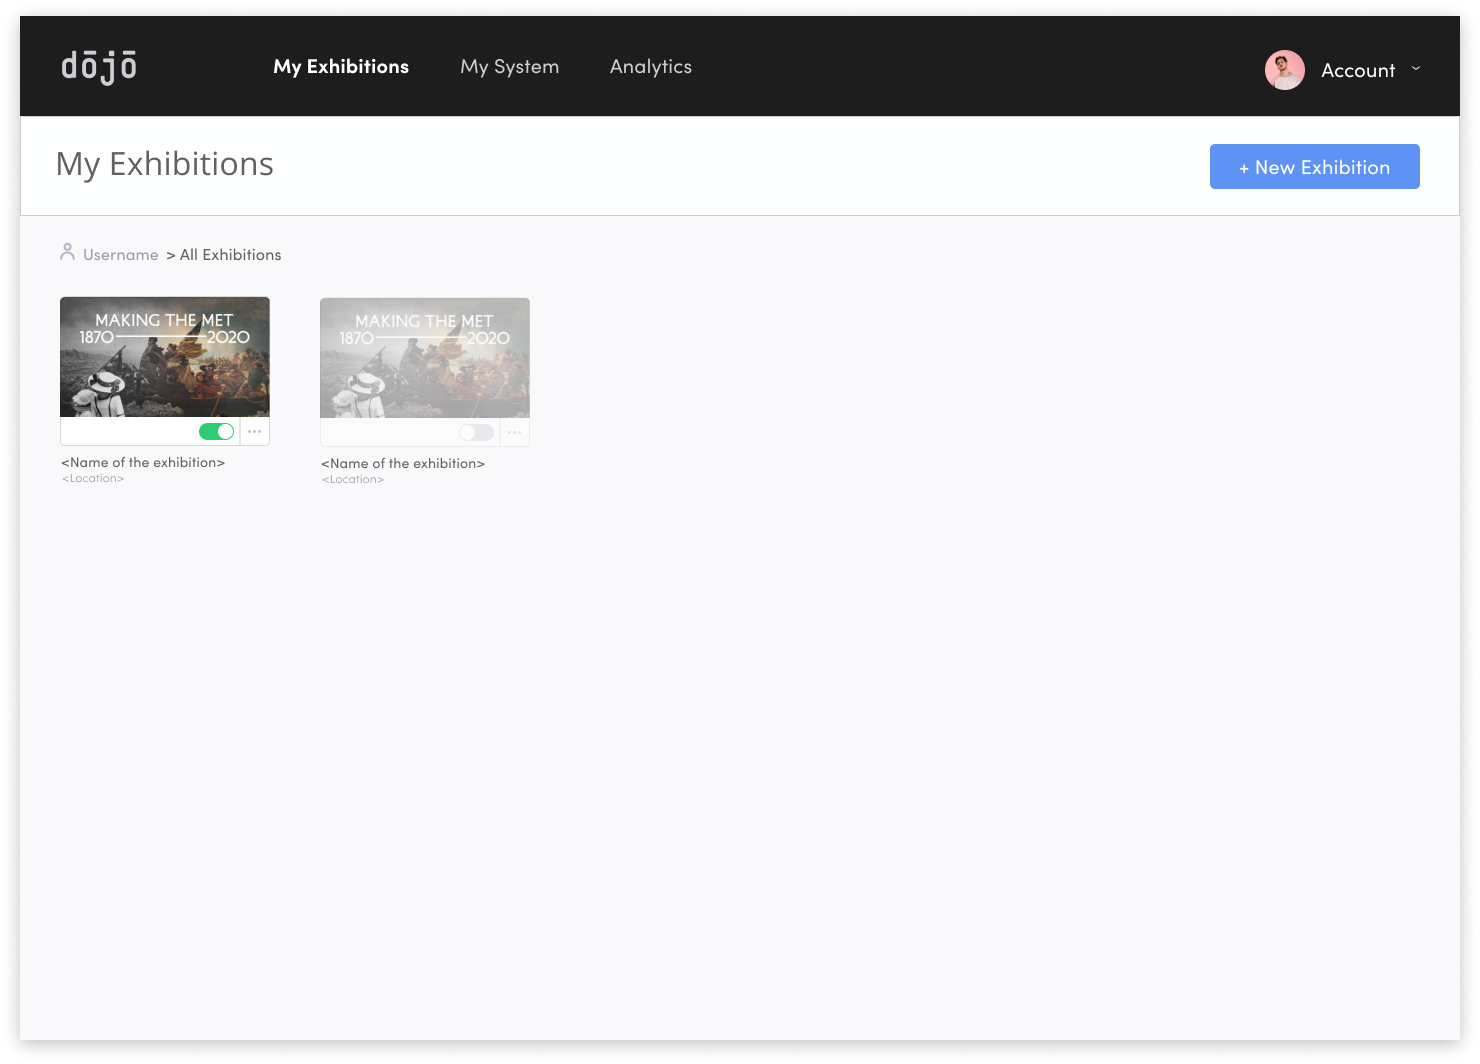 dōjō
My Exhibitions
My System
Analytics
Account
My Exhibitions
+ New Exhibition
Username > All Exhibitions
MAKING THE MET
1870 — 2020
<Name of the exhibition>
<Location>
MAKING THE MET
1870 — 2020
<Name of the exhibition>
<Location>